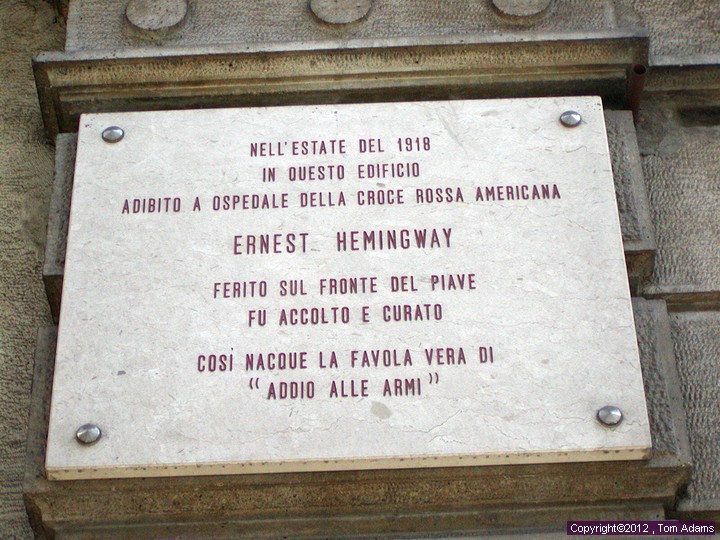 NELL'ESTATE DEL 1918
IN QUESTO EDIFICIO
ADIBITO A OSPEDALE DELLA CROCE ROSSA AMERICANA
ERNEST HEMINGWAY
FERITO SUL FRONTE DEL PIAVE
FU ACCOLTO E CURATO
COSÌ NACQUE LA FAVOLA VERA DI
“ADDIO ALLE ARMI”
Copyright©2012 , Tom Adams